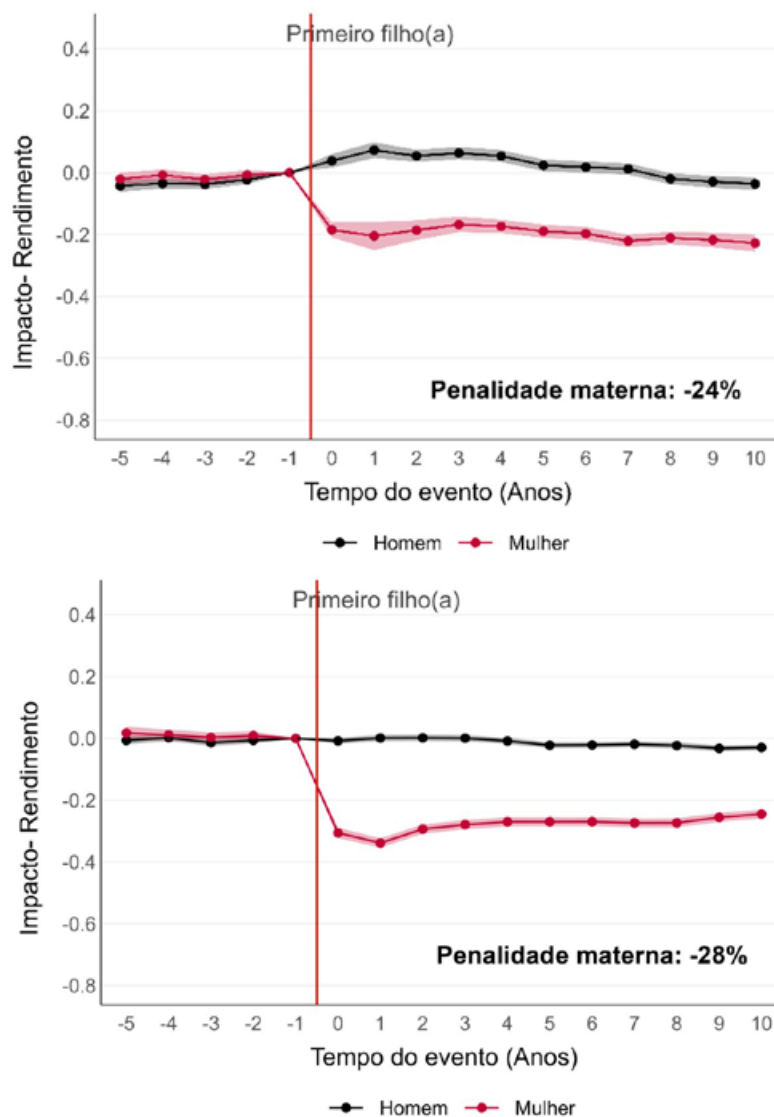 Primeiro filho(a)
0.4
0.2
0.0
-0.2
-0.4
-0.6
-0.8
Impacto- Rendimento
Penalidade materna: -24%
-5 -4 -3 -2 -1 0 1 2 3 4 5 6 7 8 9 10
Tempo do evento (Anos)
Homem Mulher
Primeiro filho(a)
0.4
0.2
0.0
-0.2
-0.4
-0.6
-0.8
Impacto- Rendimento
Penalidade materna: -28%
-5 -4 -3 -2 -1 0 1 2 3 4 5 6 7 8 9 10
Tempo do evento (Anos)
Homem Mulher